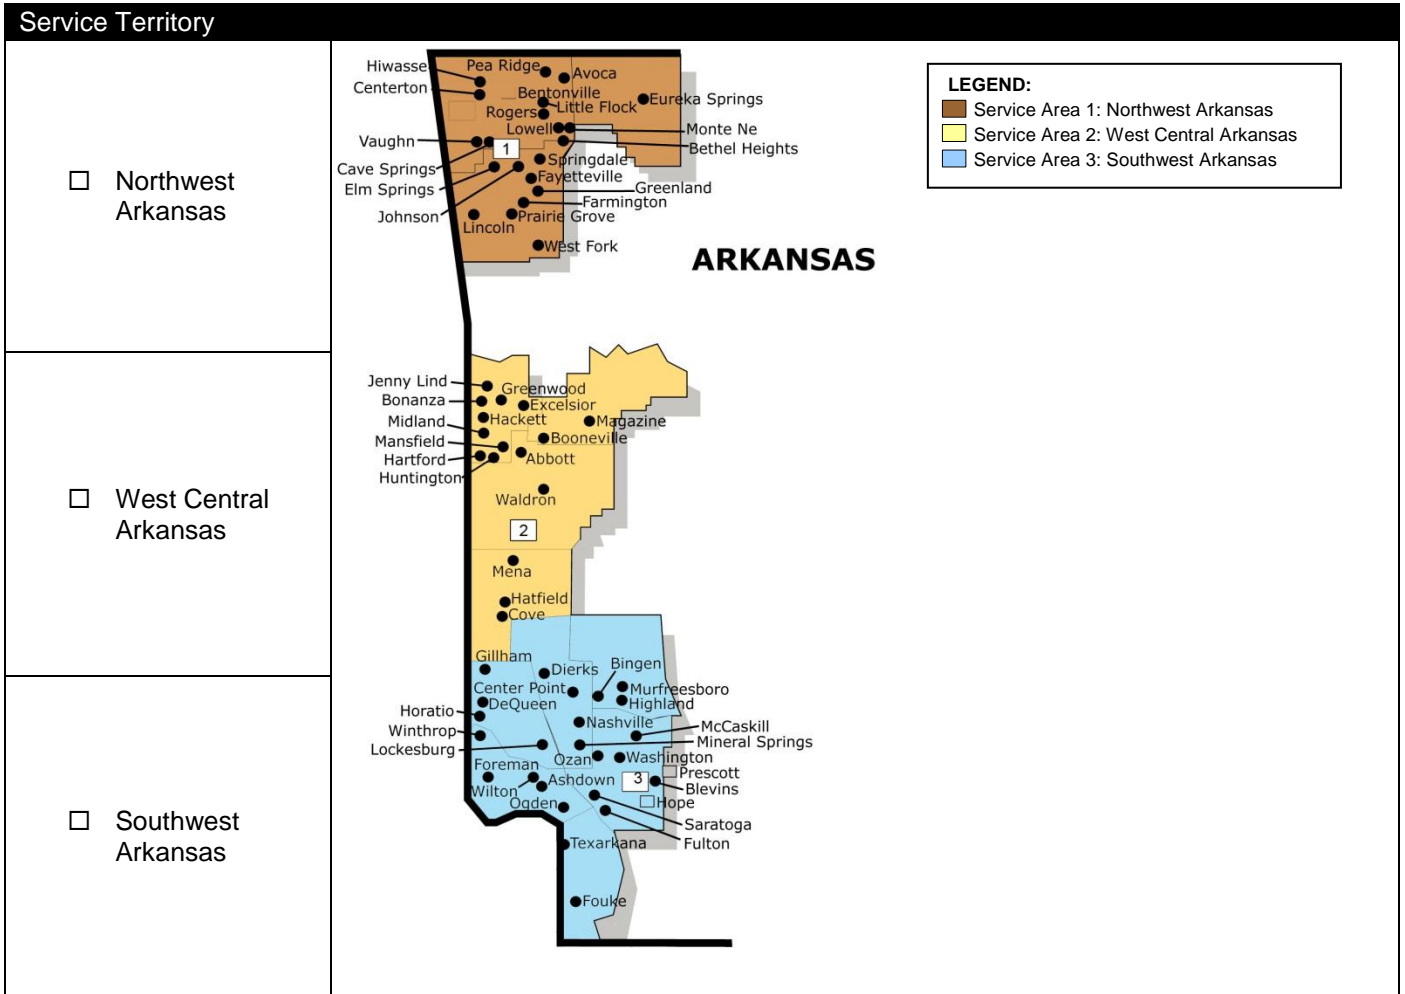 Service Territory
☐ Northwest
Arkansas
☐ West Central
Arkansas
☐ Southwest
Arkansas
LEGEND:
Service Area 1: Northwest Arkansas
Service Area 2: West Central Arkansas
Service Area 3: Southwest Arkansas
ARKANSAS
Hiwasse
Pea Ridge
Avoca
Centerton
Bentonville
Little Flock
Eureka Springs
Rogers
Lowell
Monte Ne
Vaughn
1
Bethel Heights
Cave Springs
Springdale
Elm Springs
Fayetteville
Greenland
Farmington
Johnson
Prairie Grove
Lincoln
West Fork
Jenny Lind
Greenwood
Bonanza
Excelsior
Midland
Hackett
Magazine
Mansfield
Booneville
Hartford
Abbott
Huntington
Waldron
2
Mena
Hatfield
Cove
Gillham
Dierks
Bingen
Center Point
Murfreesboro
DeQueen
Highland
Horatio
Nashville
McCaskill
Winthrop
Mineral Springs
Lockesburg
Ozan
Washington
Foreman
Prescott
Wilton
Ashdown
3
Blevins
Ogden
Hope
Saratoga
Texarkana
Fulton
Fouke